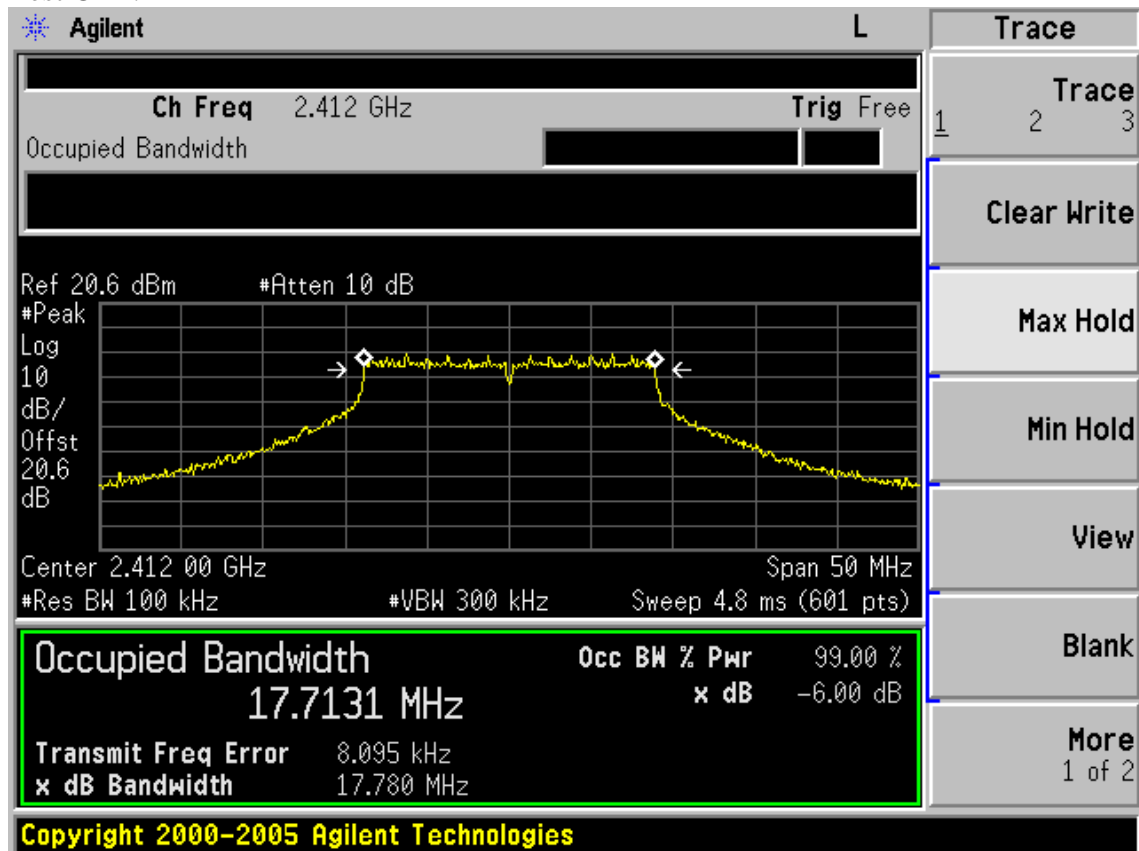 Agilent L Trace
Ch Freq 2.412 GHz Trig Free
Occupied Bandwidth
Trace
1 2 3
Clear Write
Max Hold
Min Hold
View
Blank
More
1 of 2
Ref 20.6 dBm #Atten 10 dB
#Peak
Log
10
dB/
Offst
20.6
dB
Center 2.412 00 GHz Span 50 MHz
#Res BW 100 kHz #VBW 300 kHz Sweep 4.8 ms (601 pts)
Occupied Bandwidth Occ BW % Pwr 99.00 %
17.7131 MHz x dB -6.00 dB
Transmit Freq Error 8.095 kHz
x dB Bandwidth 17.780 MHz
Copyright 2000-2005 Agilent Technologies